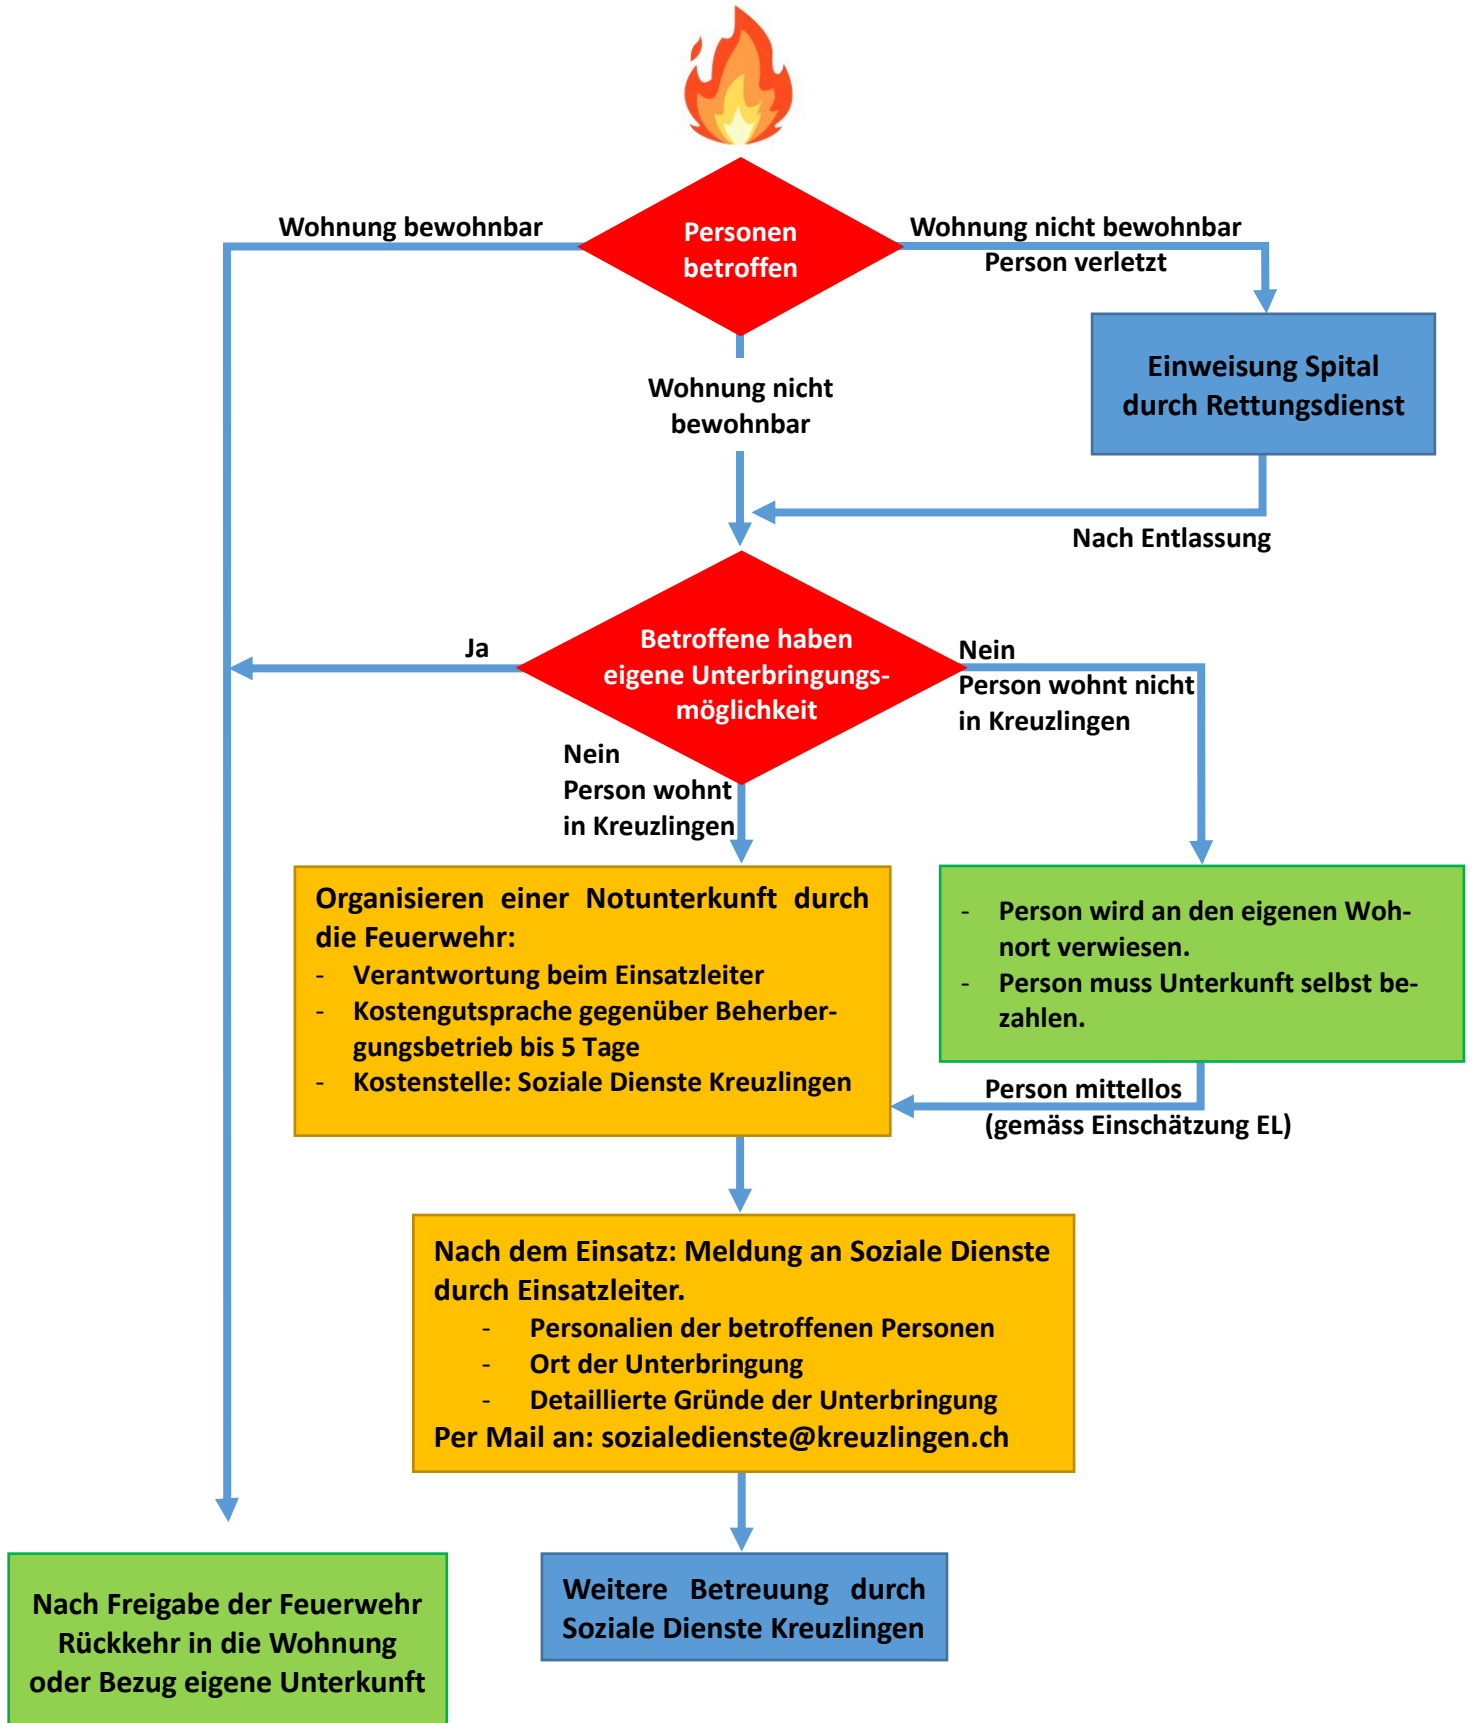 Wohnung bewohnbar
Personen
betroffen
Wohnung nicht bewohnbar
Person verletzt
Einweisung Spital
durch Rettungsdienst
Wohnung nicht
bewohnbar
Nach Entlassung
Ja
Betroffene haben
eigene Unterbringungs-
möglichkeit
Nein
Person wohnt nicht
in Kreuzlingen
Nein
Person wohnt
in Kreuzlingen
Organisieren einer Notunterkunft durch
die Feuerwehr:
- Verantwortung beim Einsatzleiter
- Kostengutsprache gegenüber Beherber-
gungsbetrieb bis 5 Tage
- Kostenstelle: Soziale Dienste Kreuzlingen
- Person wird an den eigenen Woh-
nort verwiesen.
- Person muss Unterkunft selbst be-
zahlen.
Person mittellos
(gemäss Einschätzung EL)
Nach dem Einsatz: Meldung an Soziale Dienste
durch Einsatzleiter.
- Personalien der betroffenen Personen
- Ort der Unterbringung
- Detaillierte Gründe der Unterbringung
Per Mail an: sozialedienste@kreuzlingen.ch
Nach Freigabe der Feuerwehr
Rückkehr in die Wohnung
oder Bezug eigene Unterkunft
Weitere Betreuung durch
Soziale Dienste Kreuzlingen